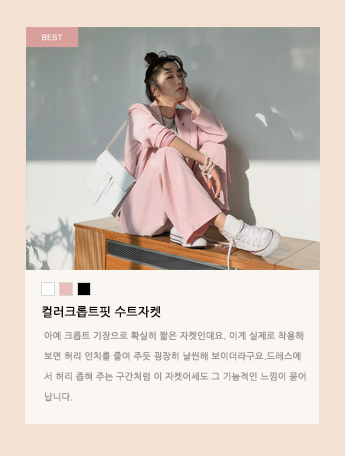 BEST
컬러크롭트핏 수트자켓
아예 크롭트 기장으로 확실히 짧은 자켓인데요, 이게 실제로 착용해
보면 허리 인치를 줄여 주듯 굉장히 날씬해 보이더라구요.드레스에
서 허리 좁혀 주는 구간처럼 이 자켓어세도 그 기능적인 느낌이 묻어
납니다.